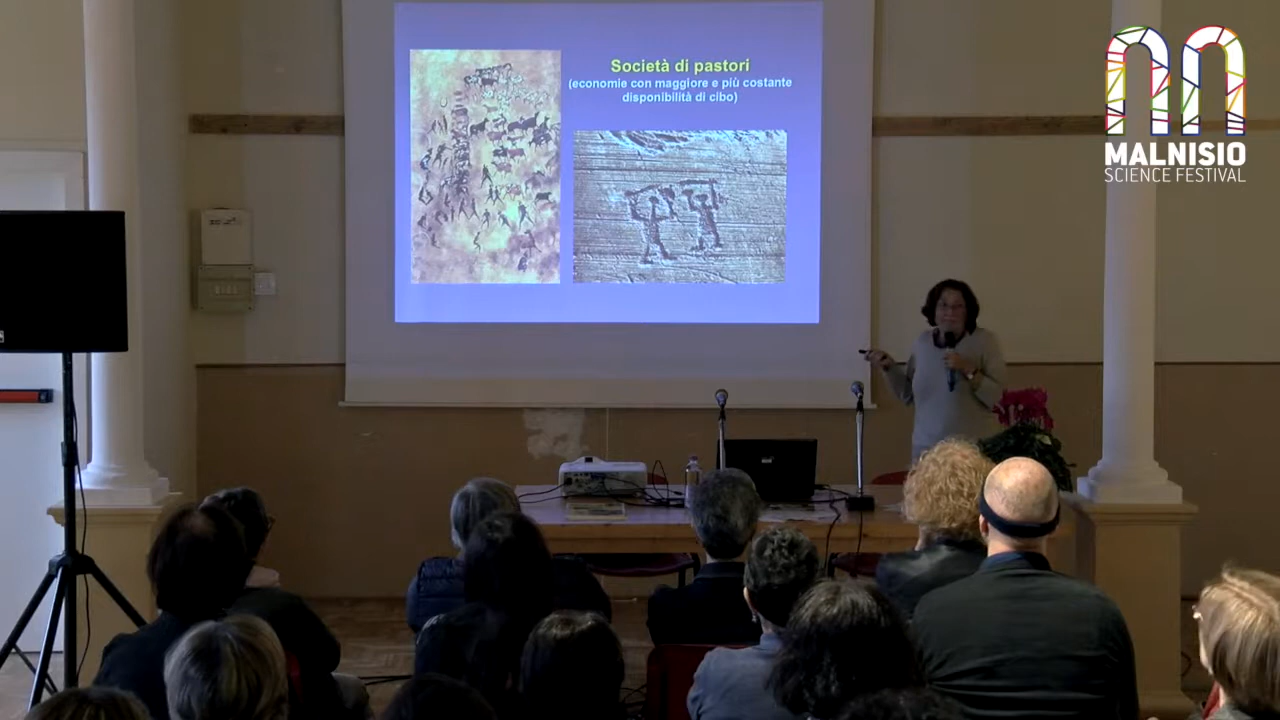 Società di pastori
(economie con maggiore e più costante
disponibilità di cibo)
MALNISIO
SCIENCE FESTIVAL